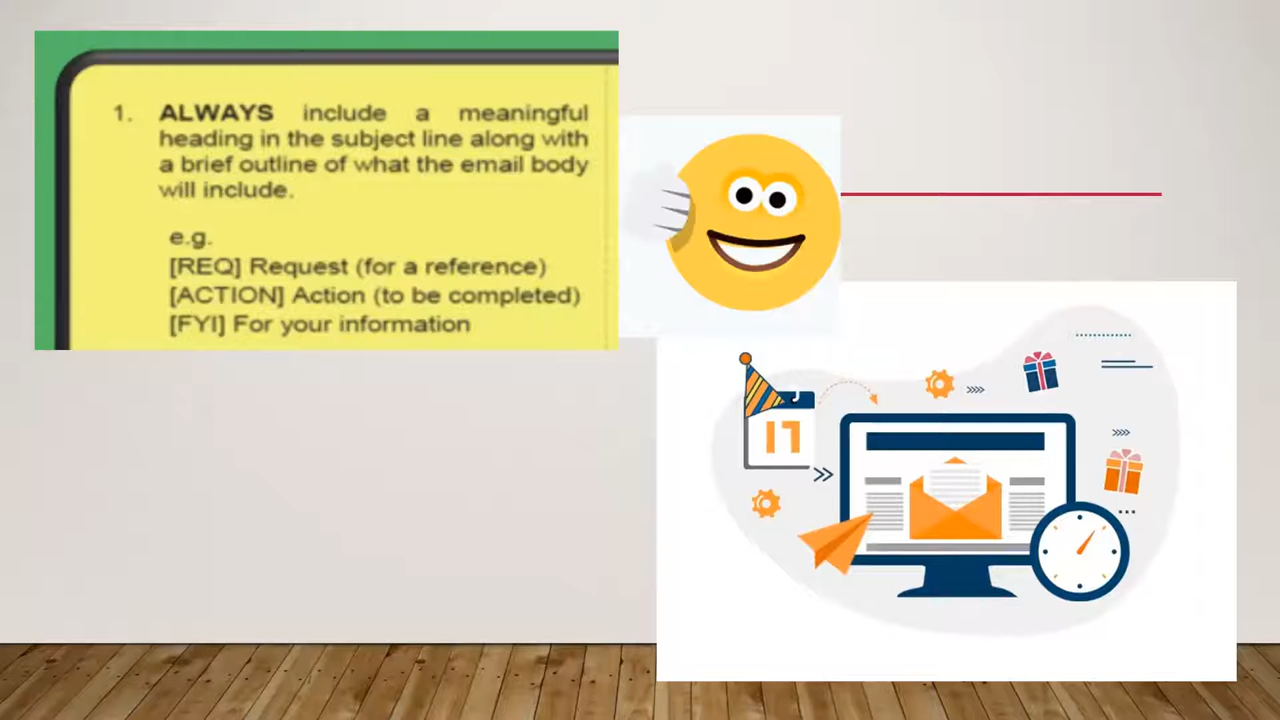 1. ALWAYS include a meaningful
heading in the subject line along with
a brief outline of what the email body
will include.
e.g.
[REQ] Request (for a reference)
[ACTION] Action (to be completed)
[FYI] For your information
17